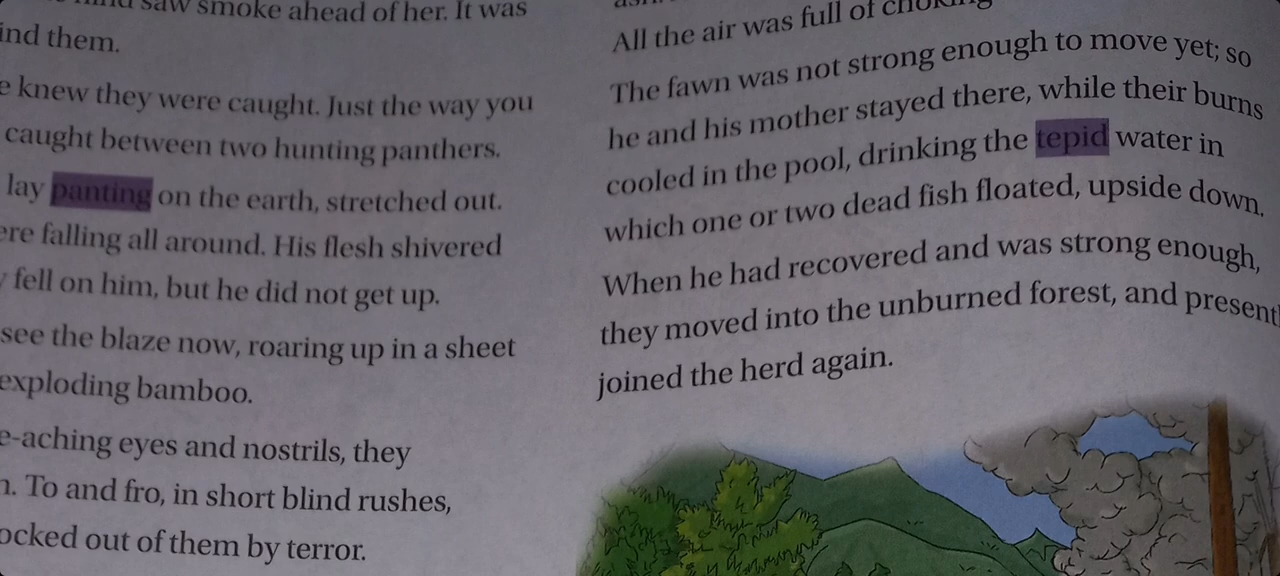 saw smoke ahead of her. It was
ind them.
e knew they were caught. Just the way you
caught between two hunting panthers.
lay panting on the earth, stretched out.
ere falling all around. His flesh shivered
fell on him, but he did not get up.
see the blaze now, roaring up in a sheet
exploding bamboo.
e-aching eyes and nostrils, they
n. To and fro, in short blind rushes,
ocked out of them by terror.
All the air was full of
The fawn was not strong enough to move yet; so
he and his mother stayed there, while their burns
cooled in the pool, drinking the tepid water in
which one or two dead fish floated, upside down.
When he had recovered and was strong enough,
they moved into the unburned forest, and present
joined the herd again.